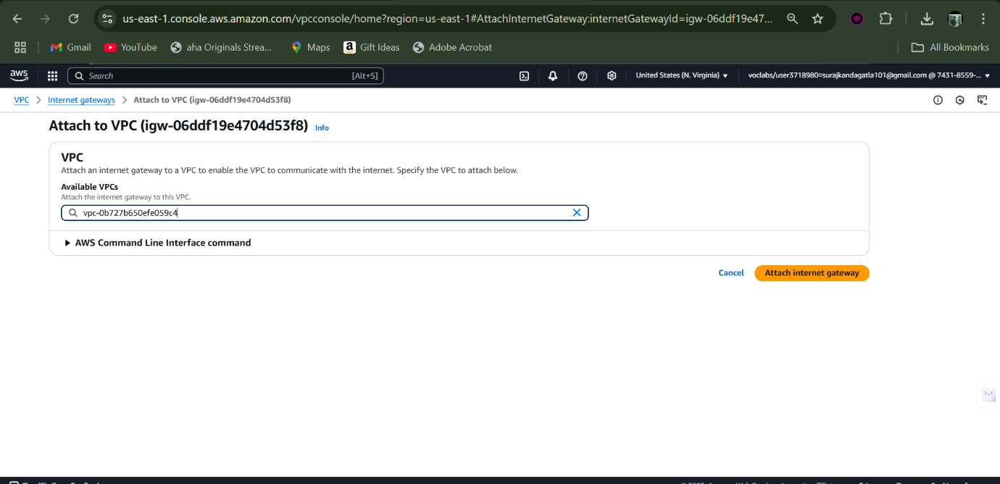 us-east-1.console.aws.amazon.com/vpcconsole/home?region=us-east-1#AttachInternetGateway:internetGatewayId=igw-06ddf19e47...
Gmail YouTube aha Originals Strea... Maps Gift Ideas Adobe Acrobat All Bookmarks
aws Search [Alt+S] United States (N. Virginia) voclabs/user3718980=surajkandagatla101@gmail.com @ 7431-8559-...
VPC Internet gateways Attach to VPC (igw-06ddf19e4704d53f8)
Attach to VPC (igw-06ddf19e4704d53f8) Info
VPC
Attach an internet gateway to a VPC to enable the VPC to communicate with the internet. Specify the VPC to attach below.
Available VPCs
Attach the internet gateway to this VPC.
vpc-0b727b650efe059c4
AWS Command Line Interface command
Cancel Attach internet gateway